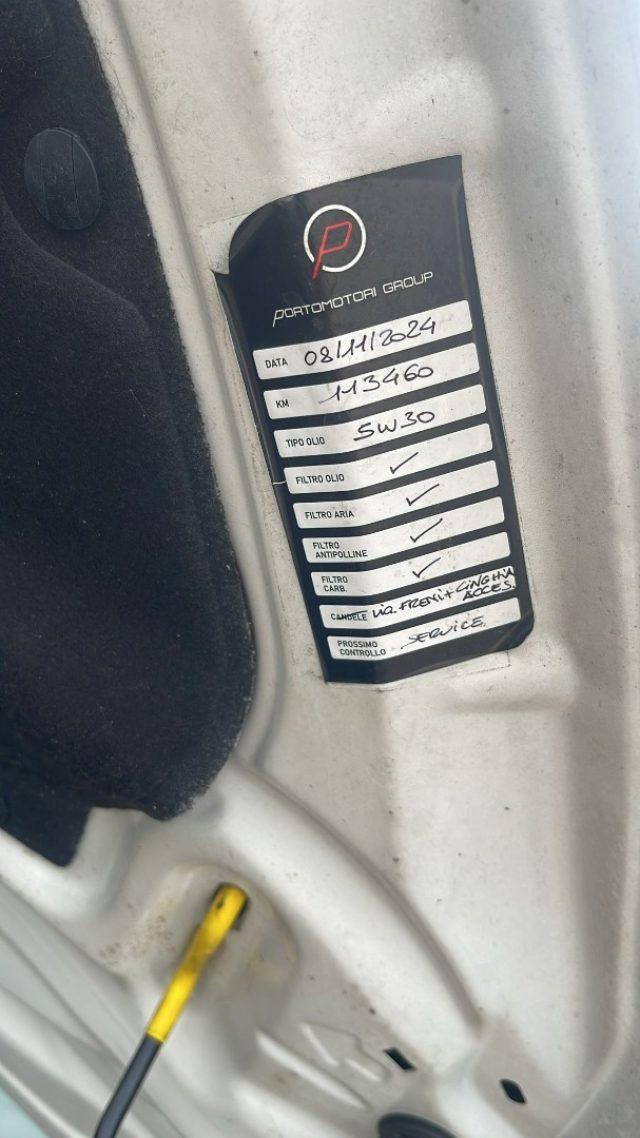 P
PORTOMOTORI GROUP
DATA 08/11/2024
KM 113460
TIPO OLIO 5W30
FILTRO OLIO ✓
FILTRO ARIA ✓
FILTRO ANTIPOLLINE ✓
FILTRO CARB. ✓
CANDELE LIQ. FRENI + CINGHIA ACCES.
PROSSIMO CONTROLLO SERVICE